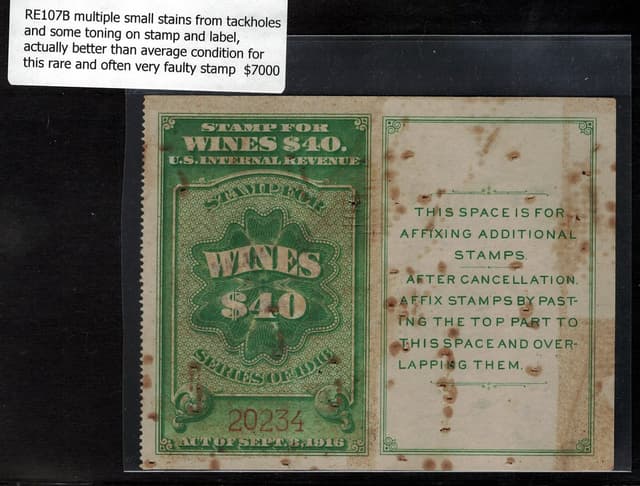 RE107B multiple small stains from tackholes
and some toning on stamp and label,
actually better than average condition for
this rare and often very faulty stamp $7000
STAMP FOR
WINES $40.
U.S. INTERNAL REVENUE
STAMP FOR
WINES
$40
SERIES OF 1916
20234
ACT OF SEPT. 8, 1916
THIS SPACE IS FOR
AFFIXING ADDITIONAL
STAMPS.
AFTER CANCELLATION,
AFFIX STAMPS BY PAST-
ING THE TOP PART TO
THIS SPACE AND OVER-
LAPPING THEM.